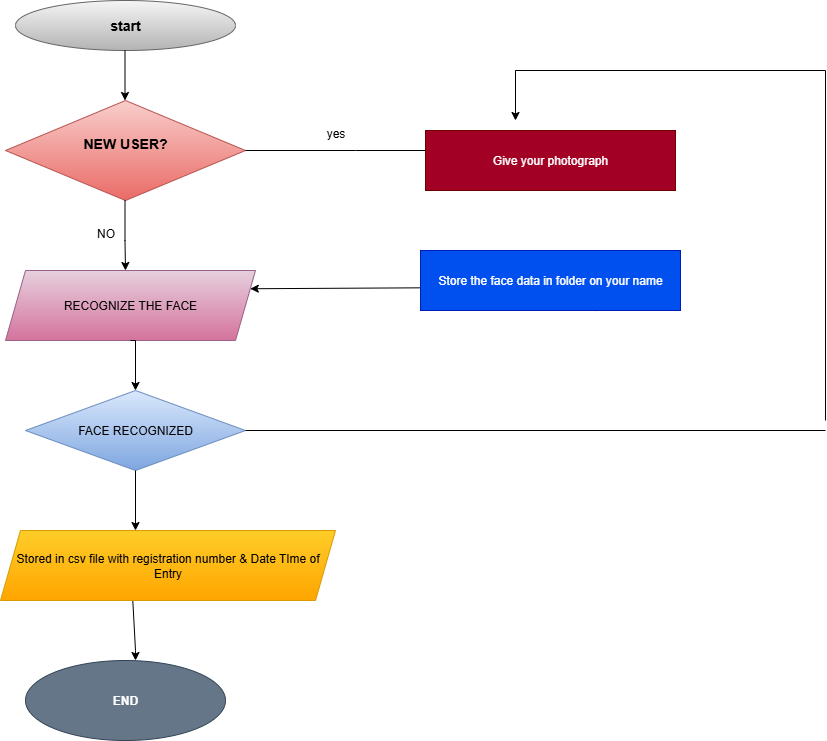 start
NEW USER?
yes
Give your photograph
NO
Store the face data in folder on your name
RECOGNIZE THE FACE
FACE RECOGNIZED
Stored in csv file with registration number & Date TIme of
Entry
END